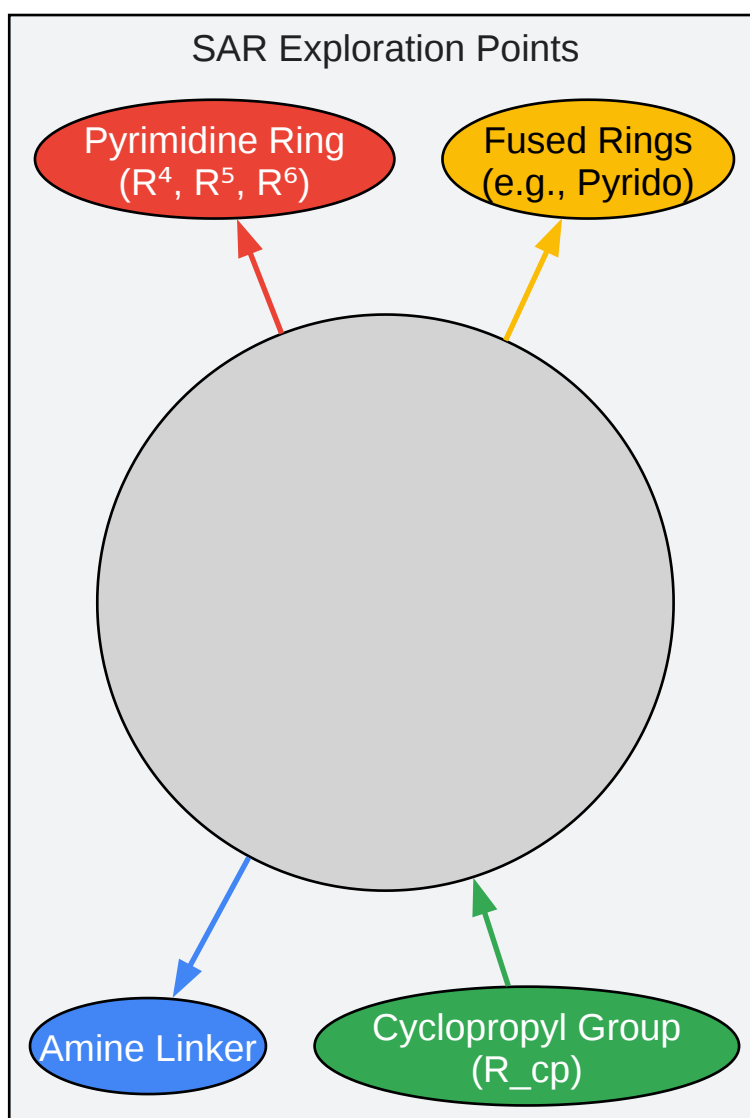 SAR Exploration Points
Pyrimidine Ring
(R⁴, R⁵, R⁶)
Fused Rings
(e.g., Pyrido)
Amine Linker
Cyclopropyl Group
(R_cp)